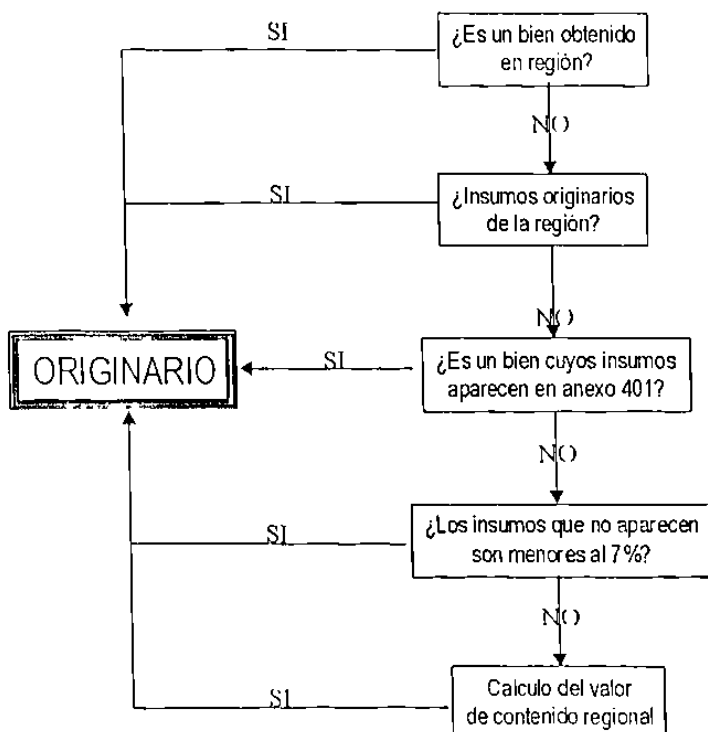 SI
¿Es un bien obtenido
en región?
NO
SI
¿Insumos originarios
de la región?
NO
ORIGINARIO
SI
¿Es un bien cuyos insumos
aparecen en anexo 401?
NO
SI
¿Los insumos que no aparecen
son menores al 7%?
NO
SI
Calculo del valor
de contenido regional